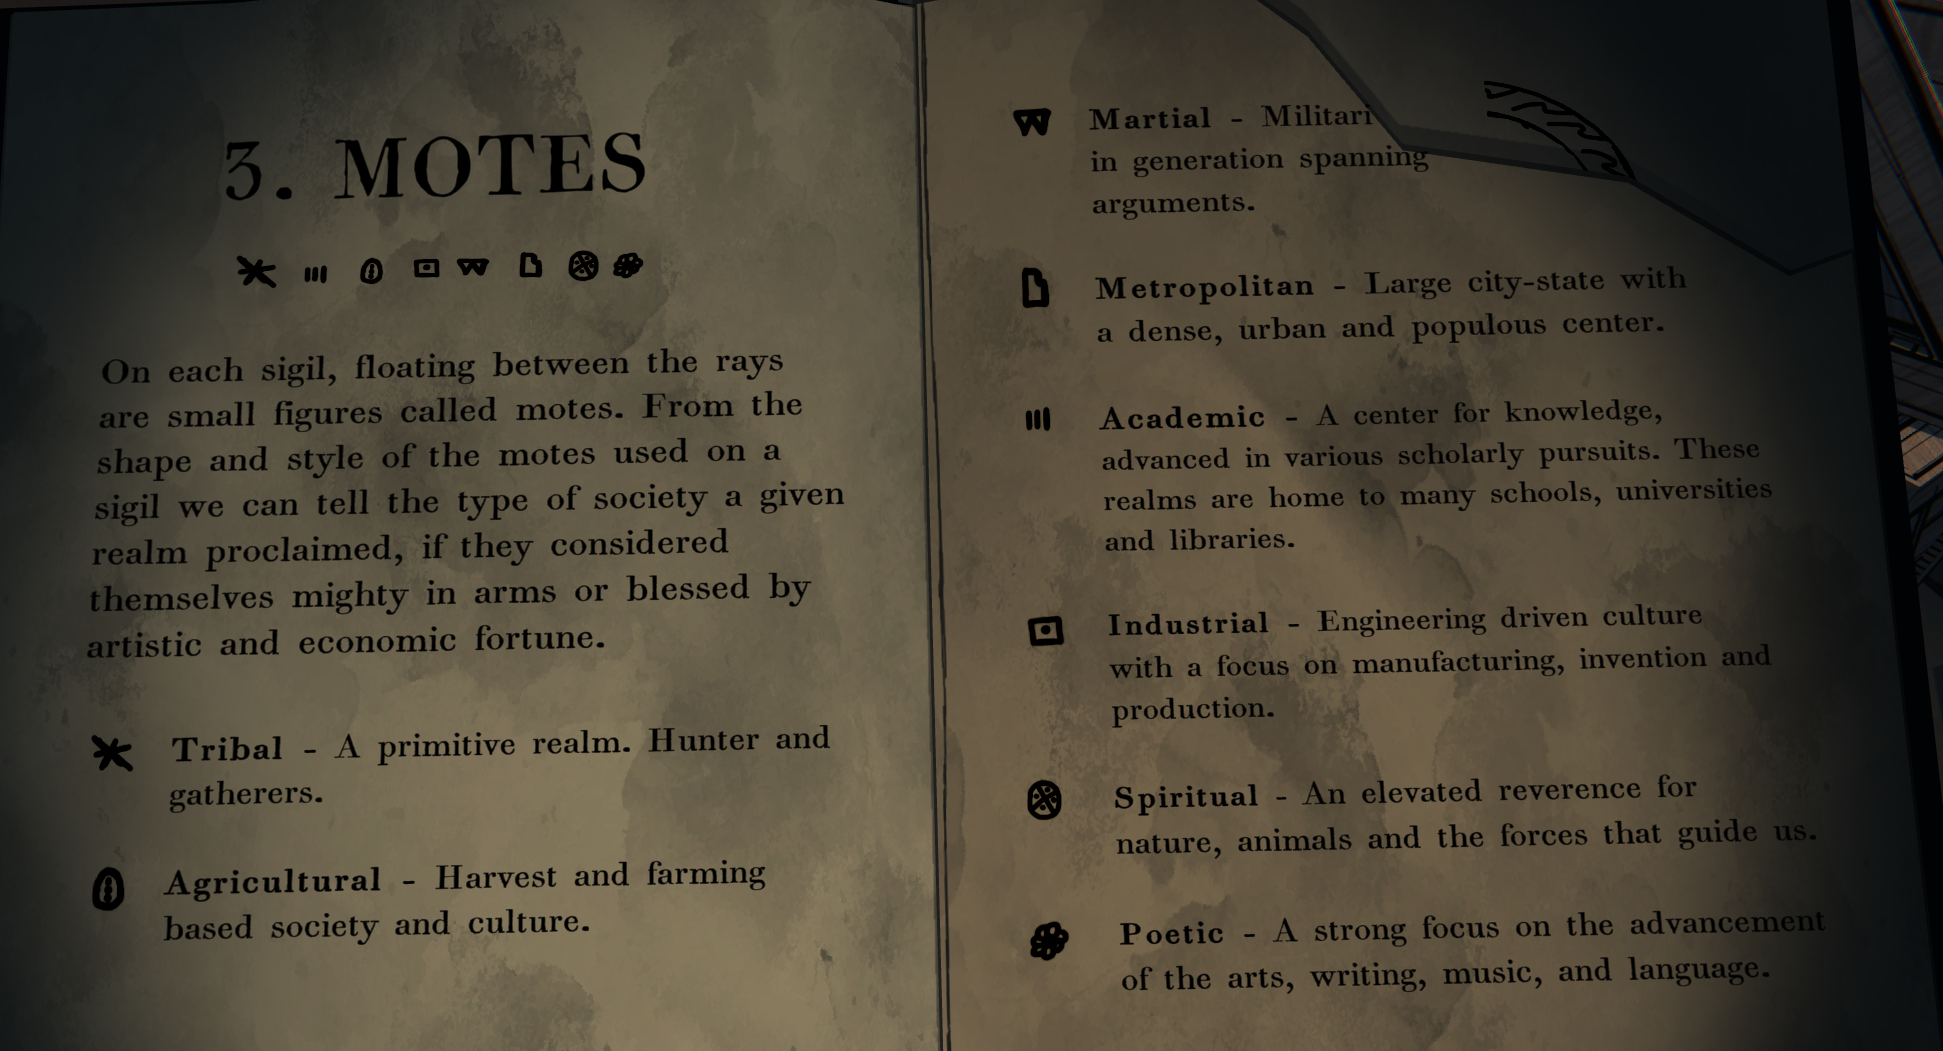 3. MOTES
On each sigil, floating between the rays
are small figures called motes. From the
shape and style of the motes used on a
sigil we can tell the type of society a given
realm proclaimed, if they considered
themselves mighty in arms or blessed by
artistic and economic fortune.
Tribal - A primitive realm. Hunter and
gatherers.
Agricultural - Harvest and farming
based society and culture.
Martial - Militari
in generation spanning
arguments.
Metropolitan - Large city-state with
a dense, urban and populous center.
Academic - A center for knowledge,
advanced in various scholarly pursuits. These
realms are home to many schools, universities
and libraries.
Industrial - Engineering driven culture
with a focus on manufacturing, invention and
production.
Spiritual - An elevated reverence for
nature, animals and the forces that guide us.
Poetic - A strong focus on the advancement
of the arts, writing, music, and language.